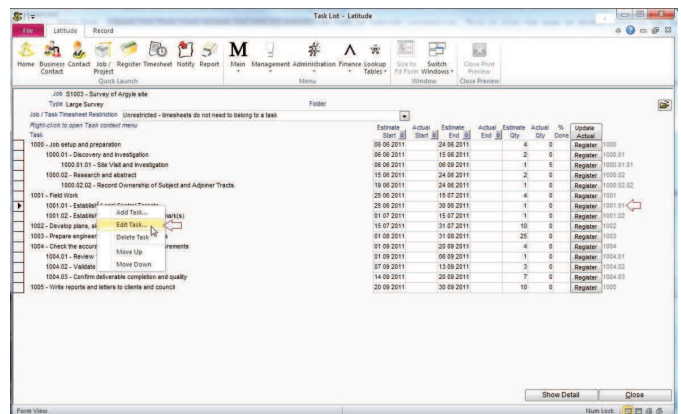 Task List - Latitude
File Latitude Record
Home Business Contact Contact Job / Project Register Timesheet Notify Report Main Management Administration Finance Lookup Tables Size to Fit Form Switch Windows Close Print Preview
Quick Launch Menu Window Close Preview
Job S1003 - Survey of Argyle site
Type Large Survey Folder
Job / Task Timesheet Restriction Unrestricted - timesheets do not need to belong to a task
Right-click to open Task context menu
Task Estimate Start Actual Start Estimate End Actual End Estimate Qty Actual Qty % Done Update Actual
1000 - Job setup and preparation 06 06 2011 24 06 2011 4 0 Register 1000
1000.01 - Discovery and Investigation 06 06 2011 15 06 2011 2 0 Register 1000.01
1000.01.01 - Site Visit and Investigation 06 06 2011 06 09 2011 1 5 Register 1000.01.01
1000.02 - Research and abstract 15 06 2011 24 06 2011 2 0 Register 1000.02
1000.02.02 - Record Ownership of Subject and Adjoiner Tracts. 19 06 2011 24 06 2011 1 0 Register 1000.02.02
1001 - Field Work 25 06 2011 15 07 2011 4 0 Register 1001
1001.01 - Establish 25 06 2011 30 06 2011 1 0 Register 1001.01
1001.02 - Establish mark(s) 01 07 2011 15 07 2011 1 0 Register 1001.02
1002 - Develop plans, 15 07 2011 31 07 2011 10 0 Register 1002
1003 - Prepare engineer 01 08 2011 31 08 2011 25 0 Register 1003
1004 - Check the accura 01 09 2011 20 09 2011 4 0 Register 1004
1004.01 - Review 01 09 2011 06 09 2011 1 0 Register 1004.01
1004.02 - Validate 07 09 2011 13 09 2011 3 0 Register 1004.02
1004.03 - Confirm deliverable completion and quality 14 09 2011 20 09 2011 7 0 Register 1004.03
1005 - Write reports and letters to clients and council 20 09 2011 30 09 2011 10 0 Register 1005
Add Task...
Edit Task...
Delete Task
Move Up
Move Down
Show Detail Close
Form View Num Lock